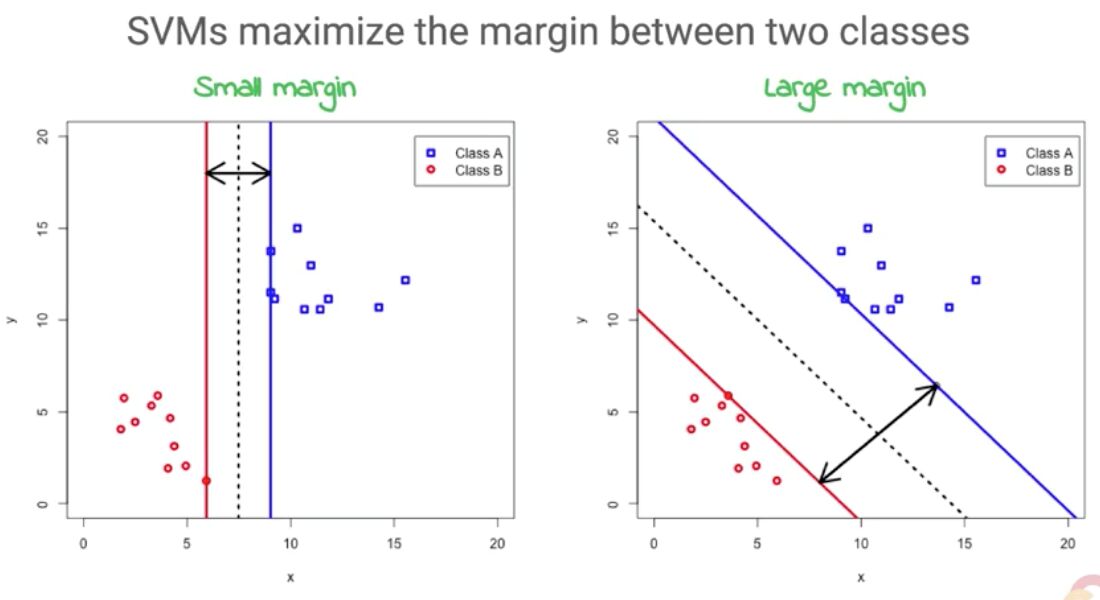 SVMs maximize the margin between two classes
Small margin
Large margin
Class A
Class B
20
15
10
5
0
y
0 5 10 15 20
x
Class A
Class B
20
15
10
5
0
y
0 5 10 15 20
x